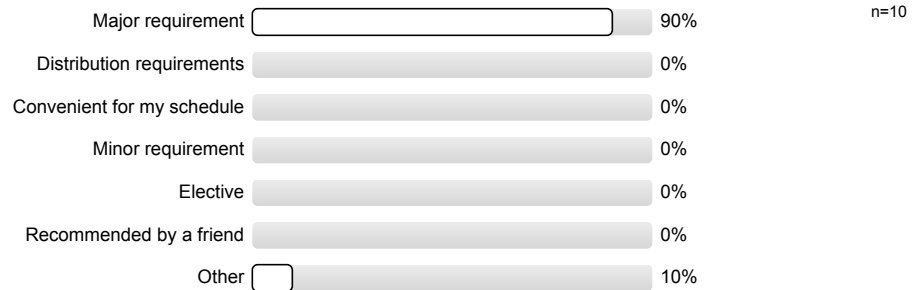 Major requirement 90% n=10
Distribution requirements 0%
Convenient for my schedule 0%
Minor requirement 0%
Elective 0%
Recommended by a friend 0%
Other 10%